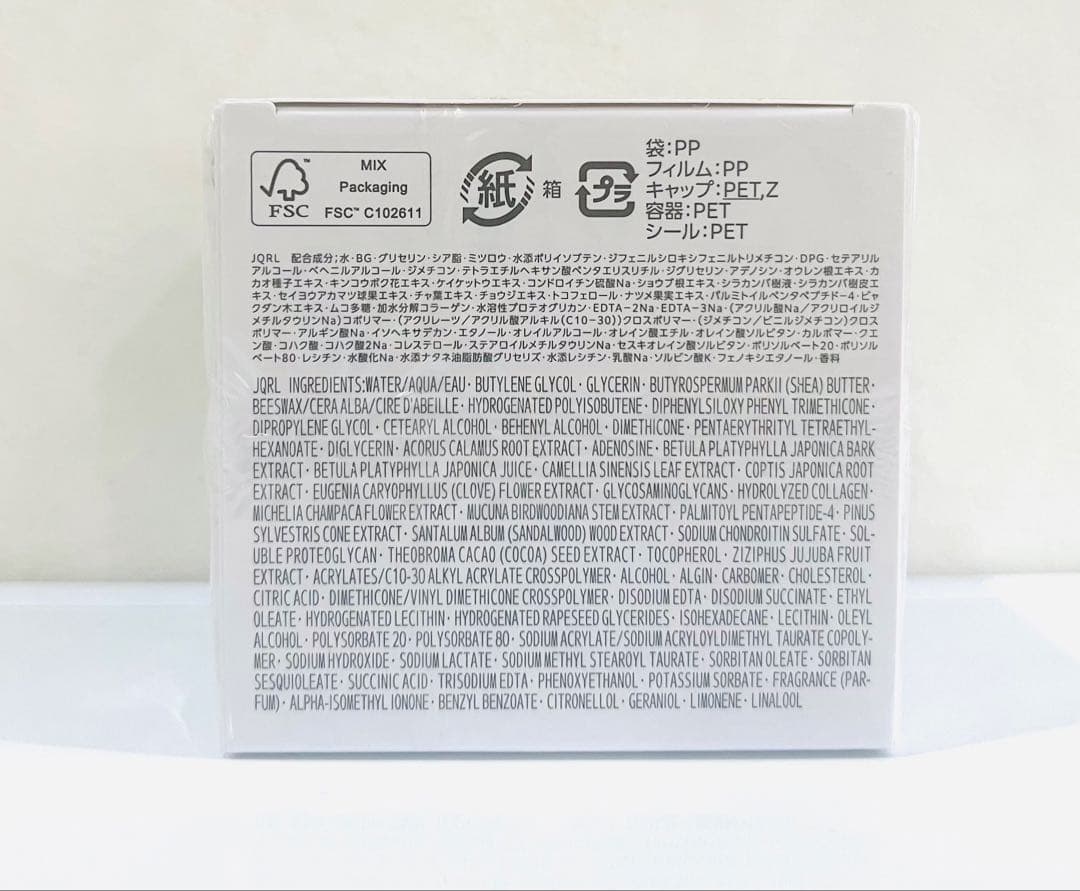 MIX
Packaging
FSC™ C102611
FSC
紙
箱
プラ
袋:PP
フィルム:PP
キャップ:PET,Z
容器:PET
シール:PET
JQRL 配合成分;水・BG・グリセリン・シア脂・ミツロウ・水添ポリイソブテン・ジフェニルシロキシフェニルトリメチコン・DPG・セテアリル
アルコール・ベヘニルアルコール・ジメチコン・テトラエチルヘキサン酸ペンタエリスリチル・ジグリセリン・アデノシン・オウレン根エキス・カ
カオ種子エキス・キンコウボク花エキス・ケイケットウエキス・コンドロイチン硫酸Na・ショウブ根エキス・シラカンバ樹液・シラカンバ樹皮エ
キス・セイヨウアカマツ球果エキス・チャ葉エキス・チョウジエキス・トコフェロール・ナツメ果実エキス・パルミトイルペンタペプチド-4・ビャ
クダン木エキス・ムコ多糖・加水分解コラーゲン・水溶性プロテオグリカン・EDTA-2Na・EDTA-3Na・(アクリル酸Na/アクリロイルジ
メチルタウリンNa)コポリマー・(アクリレーツ/アクリル酸アルキル(C10-30))クロスポリマー・(ジメチコン/ビニルジメチコン)クロス
ポリマー・アルギン酸Na・イソヘキサデカン・エタノール・オレイルアルコール・オレイン酸エチル・オレイン酸ソルビタン・カルボマー・クエ
ン酸・コハク酸・コハク酸2Na・コレステロール・ステアロイルメチルタウリンNa・セスキオレイン酸ソルビタン・ポリソルベート20・ポリソル
ベート80・レシチン・水酸化Na・水添ナタネ油脂肪酸グリセリズ・水添レシチン・乳酸Na・ソルビン酸K・フェノキシエタノール・香料
JQRL INGREDIENTS:WATER/AQUA/EAU・BUTYLENE GLYCOL・GLYCERIN・BUTYROSPERMUM PARKII (SHEA) BUTTER・
BEESWAX/CERA ALBA/CIRE D'ABEILLE・HYDROGENATED POLYISOBUTENE・DIPHENYLSILOXY PHENYL TRIMETHICONE・
DIPROPYLENE GLYCOL・CETEARYL ALCOHOL・BEHENYL ALCOHOL・DIMETHICONE・PENTAERYTHRITYL TETRAETHYL-
HEXANOATE・DIGLYCERIN・ACORUS CALAMUS ROOT EXTRACT・ADENOSINE・BETULA PLATYPHYLLA JAPONICA BARK
EXTRACT・BETULA PLATYPHYLLA JAPONICA JUICE・CAMELLIA SINENSIS LEAF EXTRACT・COPTIS JAPONICA ROOT
EXTRACT・EUGENIA CARYOPHYLLUS (CLOVE) FLOWER EXTRACT・GLYCOSAMINOGLYCANS・HYDROLYZED COLLAGEN・
MICHELIA CHAMPACA FLOWER EXTRACT・MUCUNA BIRDWOODIANA STEM EXTRACT・PALMITOYL PENTAPEPTIDE-4・PINUS
SYLVESTRIS CONE EXTRACT・SANTALUM ALBUM (SANDALWOOD) WOOD EXTRACT・SODIUM CHONDROITIN SULFATE・SOL-
UBLE PROTEOGLYCAN・THEOBROMA CACAO (COCOA) SEED EXTRACT・TOCOPHEROL・ZIZIPHUS JUJUBA FRUIT
EXTRACT・ACRYLATES/C10-30 ALKYL ACRYLATE CROSSPOLYMER・ALCOHOL・ALGIN・CARBOMER・CHOLESTEROL・
CITRIC ACID・DIMETHICONE/VINYL DIMETHICONE CROSSPOLYMER・DISODIUM EDTA・DISODIUM SUCCINATE・ETHYL
OLEATE・HYDROGENATED LECITHIN・HYDROGENATED RAPESEED GLYCERIDES・ISOHEXADECANE・LECITHIN・OLEYL
ALCOHOL・POLYSORBATE 20・POLYSORBATE 80・SODIUM ACRYLATE/SODIUM ACRYLOYLDIMETHYL TAURATE COPOLY-
MER・SODIUM HYDROXIDE・SODIUM LACTATE・SODIUM METHYL STEAROYL TAURATE・SORBITAN OLEATE・SORBITAN
SESQUIOLEATE・SUCCINIC ACID・TRISODIUM EDTA・PHENOXYETHANOL・POTASSIUM SORBATE・FRAGRANCE (PAR-
FUM)・ALPHA-ISOMETHYL IONONE・BENZYL BENZOATE・CITRONELLOL・GERANIOL・LIMONENE・LINALOOL